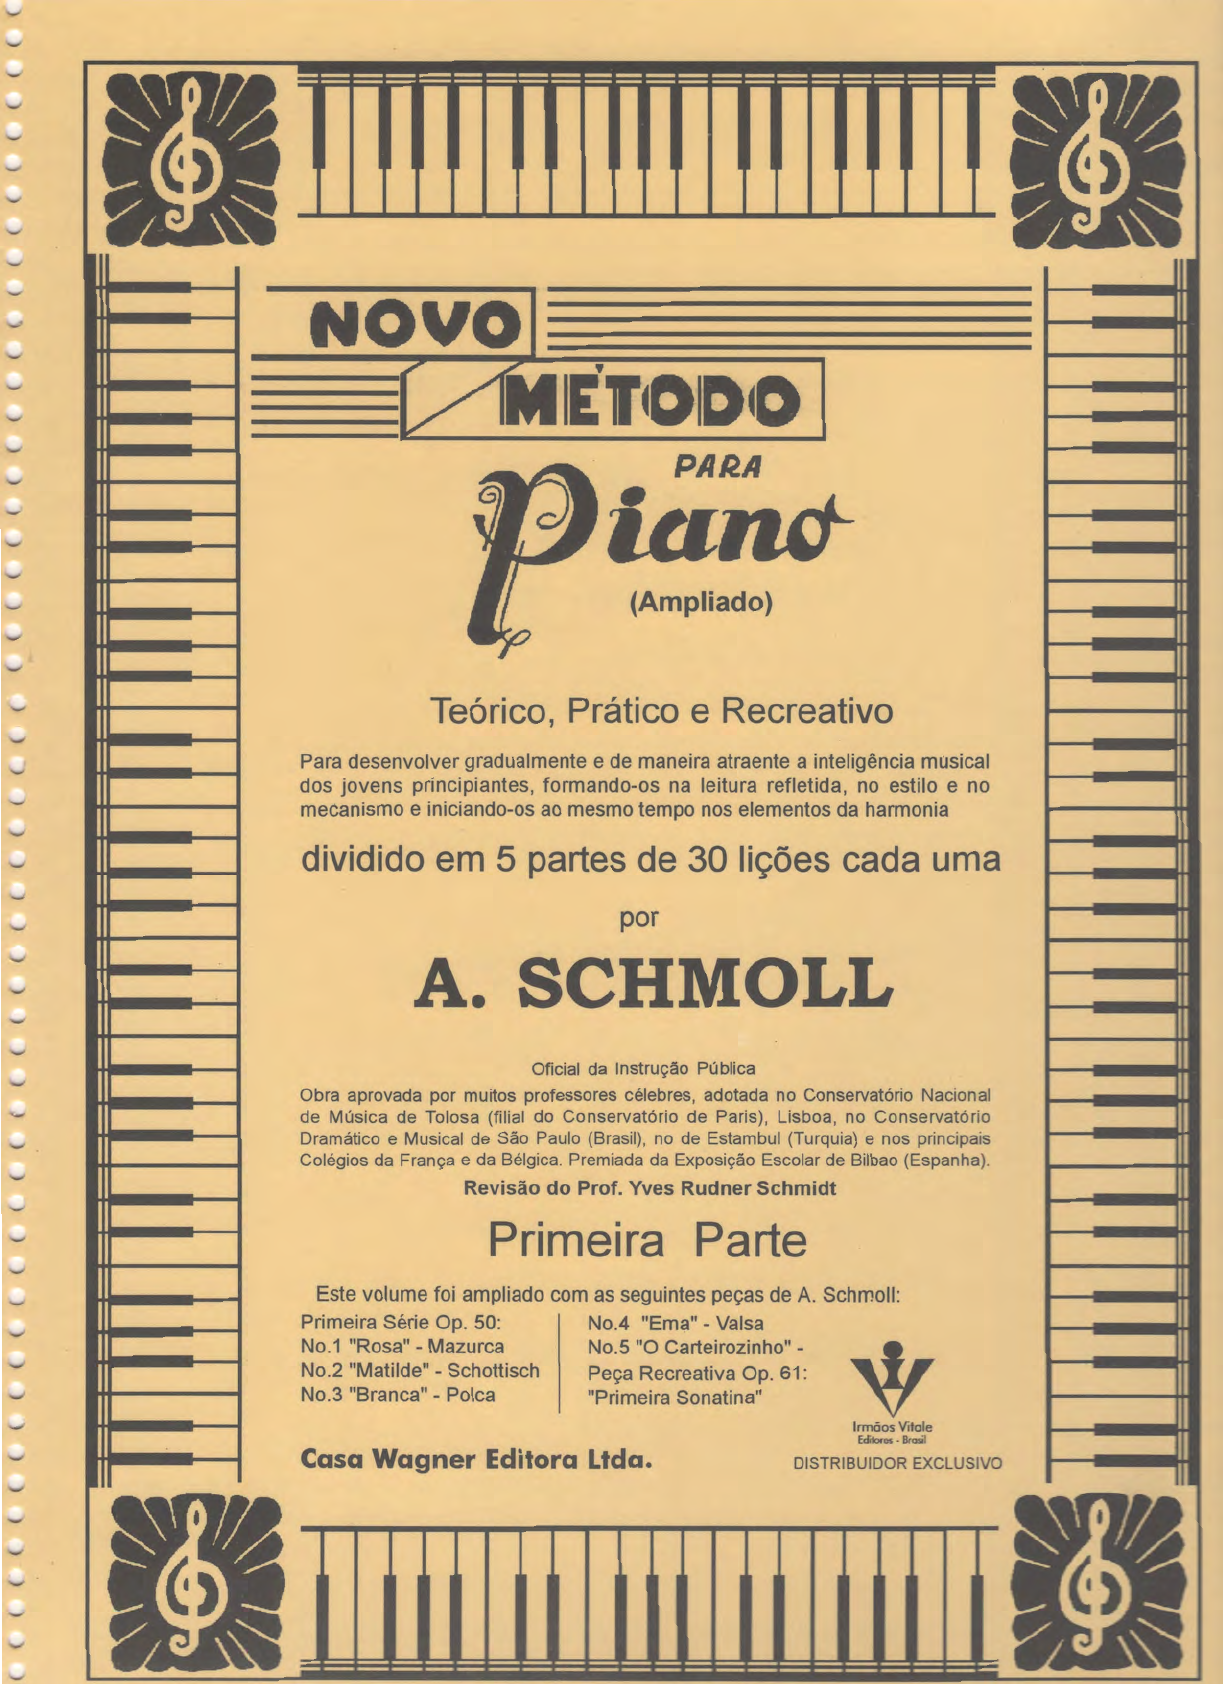 NOVO
MÉTODO
PARA
Piano
(Ampliado)
Teórico, Prático e Recreativo
Para desenvolver gradualmente e de maneira atraente a inteligência musical
dos jovens principiantes, formando-os na leitura refletida, no estilo e no
mecanismo e iniciando-os ao mesmo tempo nos elementos da harmonia
dividido em 5 partes de 30 lições cada uma
por
A. SCHMOLL
Oficial da Instrução Pública
Obra aprovada por muitos professores célebres, adotada no Conservatório Nacional
de Música de Tolosa (filial do Conservatório de Paris), Lisboa, no Conservatório
Dramático e Musical de São Paulo (Brasil), no de Estambul (Turquia) e nos principais
Colégios da França e da Bélgica. Premiada da Exposição Escolar de Bilbao (Espanha).
Revisão do Prof. Yves Rudner Schmidt
Primeira Parte
Este volume foi ampliado com as seguintes peças de A. Schmoll:
Primeira Série Op. 50:
No.1 "Rosa" - Mazurca
No.2 "Matilde" - Schottisch
No.3 "Branca" - Polca
No.4 "Ema" - Valsa
No.5 "O Carteirozinho" -
Peça Recreativa Op. 61:
"Primeira Sonatina"
Irmãos Vitale
Editores - Brasil
Casa Wagner Editora Ltda.
DISTRIBUIDOR EXCLUSIVO